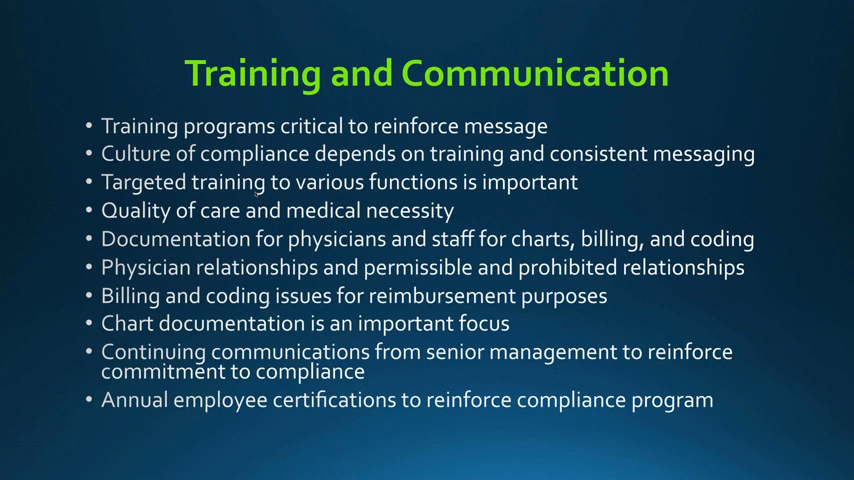 Training and Communication
• Training programs critical to reinforce message
• Culture of compliance depends on training and consistent messaging
• Targeted training to various functions is important
• Quality of care and medical necessity
• Documentation for physicians and staff for charts, billing, and coding
• Physician relationships and permissible and prohibited relationships
• Billing and coding issues for reimbursement purposes
• Chart documentation is an important focus
• Continuing communications from senior management to reinforce
commitment to compliance
• Annual employee certifications to reinforce compliance program